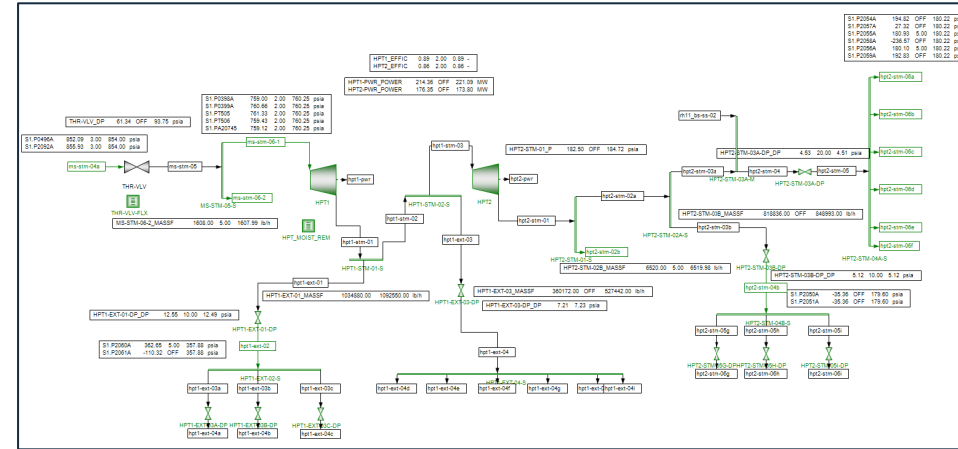 S1.P2054A 194.82 OFF 180.22
S1.P2057A 27.32 OFF 180.22
S1.P2055A 180.93 5.00 180.22
S1.P2058A -236.67 OFF 180.22
S1.P2056A 180.10 5.00 180.22
S1.P2059A 192.83 OFF 180.22
HPT1_EFFIC 0.89 2.00 0.89 -
HPT2_EFFIC 0.86 2.00 0.86 -
HPT1-PWR_POWER 214.36 OFF 221.09 MW
HPT2-PWR_POWER 176.35 OFF 173.80 MW
S1.P0398A 759.00 2.00 760.25 psia
S1.P0399A 760.66 2.00 760.25 psia
S1.PT505 761.33 2.00 760.25 psia
S1.PT506 759.43 2.00 760.25 psia
S1.PA20745 759.12 2.00 760.25 psia
THR-VLV_DP 61.34 OFF 93.75 psia
S1.P0496A 852.09 3.00 854.00 psia
S1.P2092A 855.93 3.00 854.00 psia
hpt2-stm-06a
hpt2-stm-06b
hpt2-stm-06c
hpt2-stm-06d
hpt2-stm-06e
hpt2-stm-06f
HPT2-STM-04A-S
rh11_bs-ss-02
ms-stm-04a
THR-VLV
ms-stm-05
ms-stm-06-1
ms-stm-06-2
MS-STM-05-S
THR-VLV-FLX
MS-STM-06-2_MASSF 1608.00 5.00 1607.99 lb/h
HPT1
hpt1-pwr
HPT_MOIST_REM
hpt1-stm-01
HPT1-STM-01-S
hpt1-stm-02
hpt1-stm-03
HPT1-STM-02-S
HPT2
hpt2-pwr
HPT2-STM-01_P 182.50 OFF 184.72 psia
HPT2-STM-03A-DP_DP 4.53 20.00 4.51 psia
hpt2-stm-03a
HPT2-STM-03A-M
hpt2-stm-04
HPT2-STM-03A-DP
hpt2-stm-05
hpt2-stm-02a
HPT2-STM-03B_MASSF 818836.00 OFF 848993.00 lb/h
hpt2-stm-01
hpt2-stm-03b
HPT2-STM-02A-S
hpt2-stm-02b
HPT2-STM-01-S
hpt1-ext-03
HPT2-STM-02B_MASSF 6520.00 5.00 6519.98 lb/h
HPT2-STM-03B-DP
HPT2-STM-03B-DP_DP 5.12 10.00 5.12 psia
hpt1-ext-01
HPT1-EXT-01_MASSF 1034880.00 1092550.00 lb/h
HPT1-EXT-03_MASSF 360172.00 OFF 527442.00 lb/h
HPT1-EXT-03-DP
HPT1-EXT-03-DP_DP 7.21 7.23 psia
hpt2-stm-04b
S1.P2050A -35.36 OFF 179.60 psia
S1.P2051A -35.36 OFF 179.60 psia
HPT1-EXT-01-DP_DP 12.55 10.00 12.49 psia
HPT1-EXT-01-DP
hpt1-ext-02
S1.P2060A 362.65 5.00 357.88 psia
S1.P2061A -110.32 OFF 357.88 psia
HPT2-STM-04B-S
hpt2-stm-05g
hpt2-stm-05h
hpt2-stm-05i
hpt1-ext-04
hpt2-stm-06g
hpt2-stm-06h
hpt2-stm-06i
HPT1-EXT-02-S
hpt1-ext-03a
hpt1-ext-03b
hpt1-ext-03c
hpt1-ext-04d
hpt1-ext-04e
hpt1-ext-04f
hpt1-ext-04g
hpt1-ext-04i
hpt1-ext-04a
hpt1-ext-04b
hpt1-ext-04c